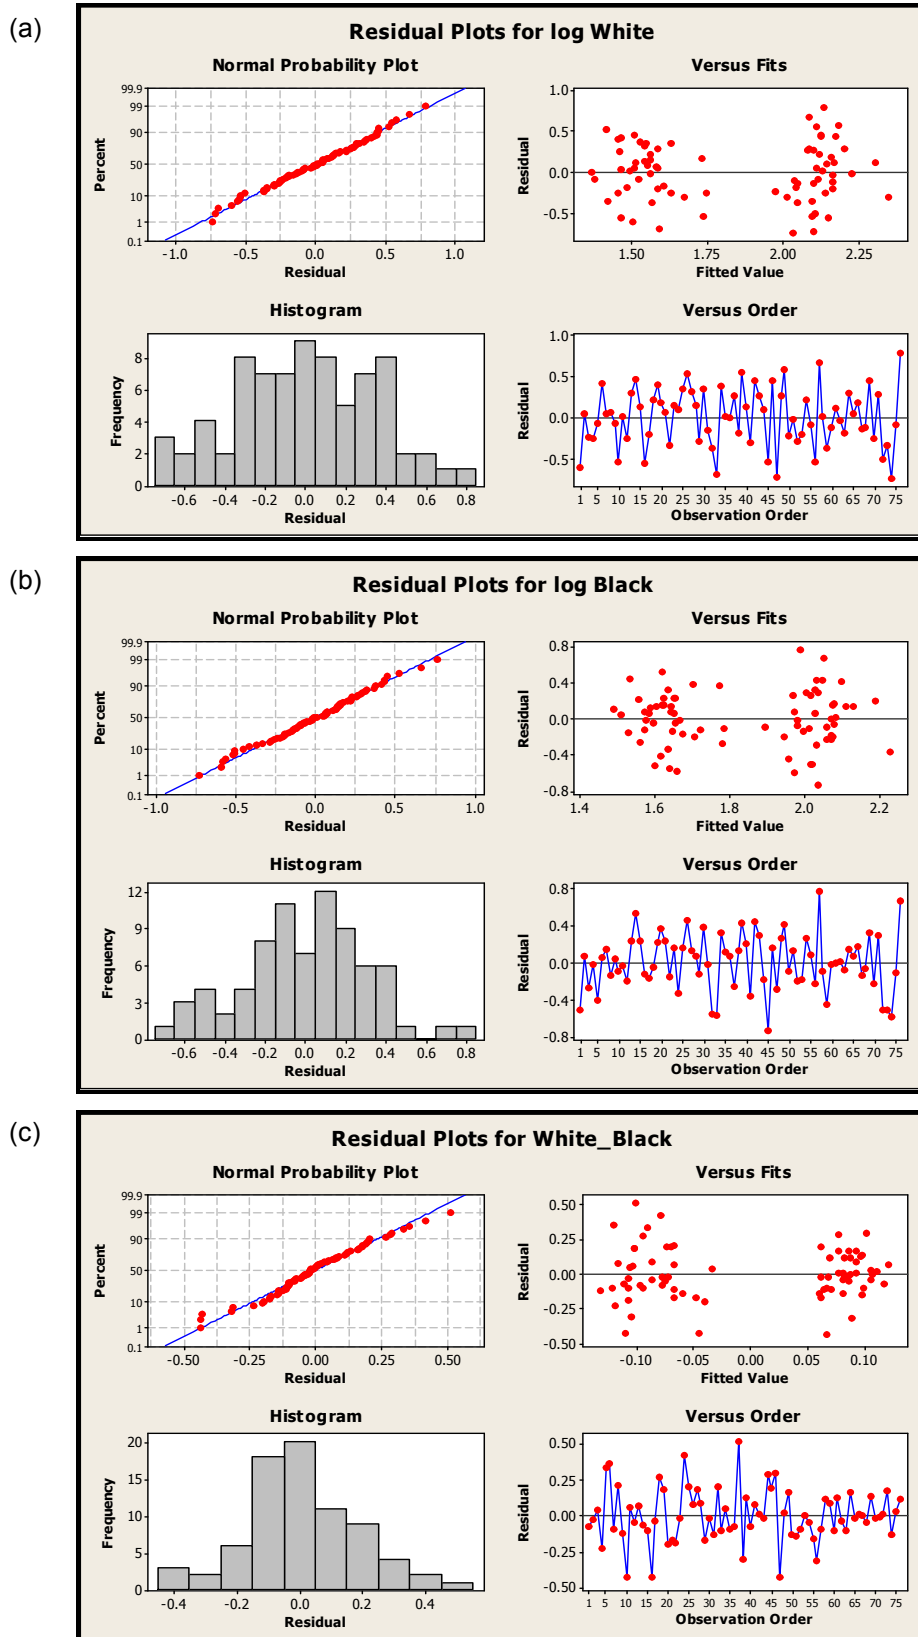 (a)
Residual Plots for log White
Normal Probability Plot
99.9
99
90
50
10
1
0.1
Percent
-1.0 -0.5 0.0 0.5 1.0
Residual
Versus Fits
1.0
0.5
0.0
-0.5
Residual
1.50 1.75 2.00 2.25
Fitted Value
Histogram
8
6
4
2
0
Frequency
-0.6 -0.4 -0.2 0.0 0.2 0.4 0.6 0.8
Residual
Versus Order
1.0
0.5
0.0
-0.5
Residual
1 5 10 15 20 25 30 35 40 45 50 55 60 65 70 75
Observation Order
(b)
Residual Plots for log Black
Normal Probability Plot
99.9
99
90
50
10
1
0.1
Percent
-1.0 -0.5 0.0 0.5 1.0
Residual
Versus Fits
0.8
0.4
0.0
-0.4
-0.8
Residual
1.4 1.6 1.8 2.0 2.2
Fitted Value
Histogram
12
9
6
3
0
Frequency
-0.6 -0.4 -0.2 0.0 0.2 0.4 0.6 0.8
Residual
Versus Order
0.8
0.4
0.0
-0.4
-0.8
Residual
1 5 10 15 20 25 30 35 40 45 50 55 60 65 70 75
Observation Order
(c)
Residual Plots for White_Black
Normal Probability Plot
99.9
99
90
50
10
1
0.1
Percent
-0.50 -0.25 0.00 0.25 0.50
Residual
Versus Fits
0.50
0.25
0.00
-0.25
-0.50
Residual
-0.10 -0.05 0.00 0.05 0.10
Fitted Value
Histogram
20
15
10
5
0
Frequency
-0.4 -0.2 0.0 0.2 0.4
Residual
Versus Order
0.50
0.25
0.00
-0.25
-0.50
Residual
1 5 10 15 20 25 30 35 40 45 50 55 60 65 70 75
Observation Order